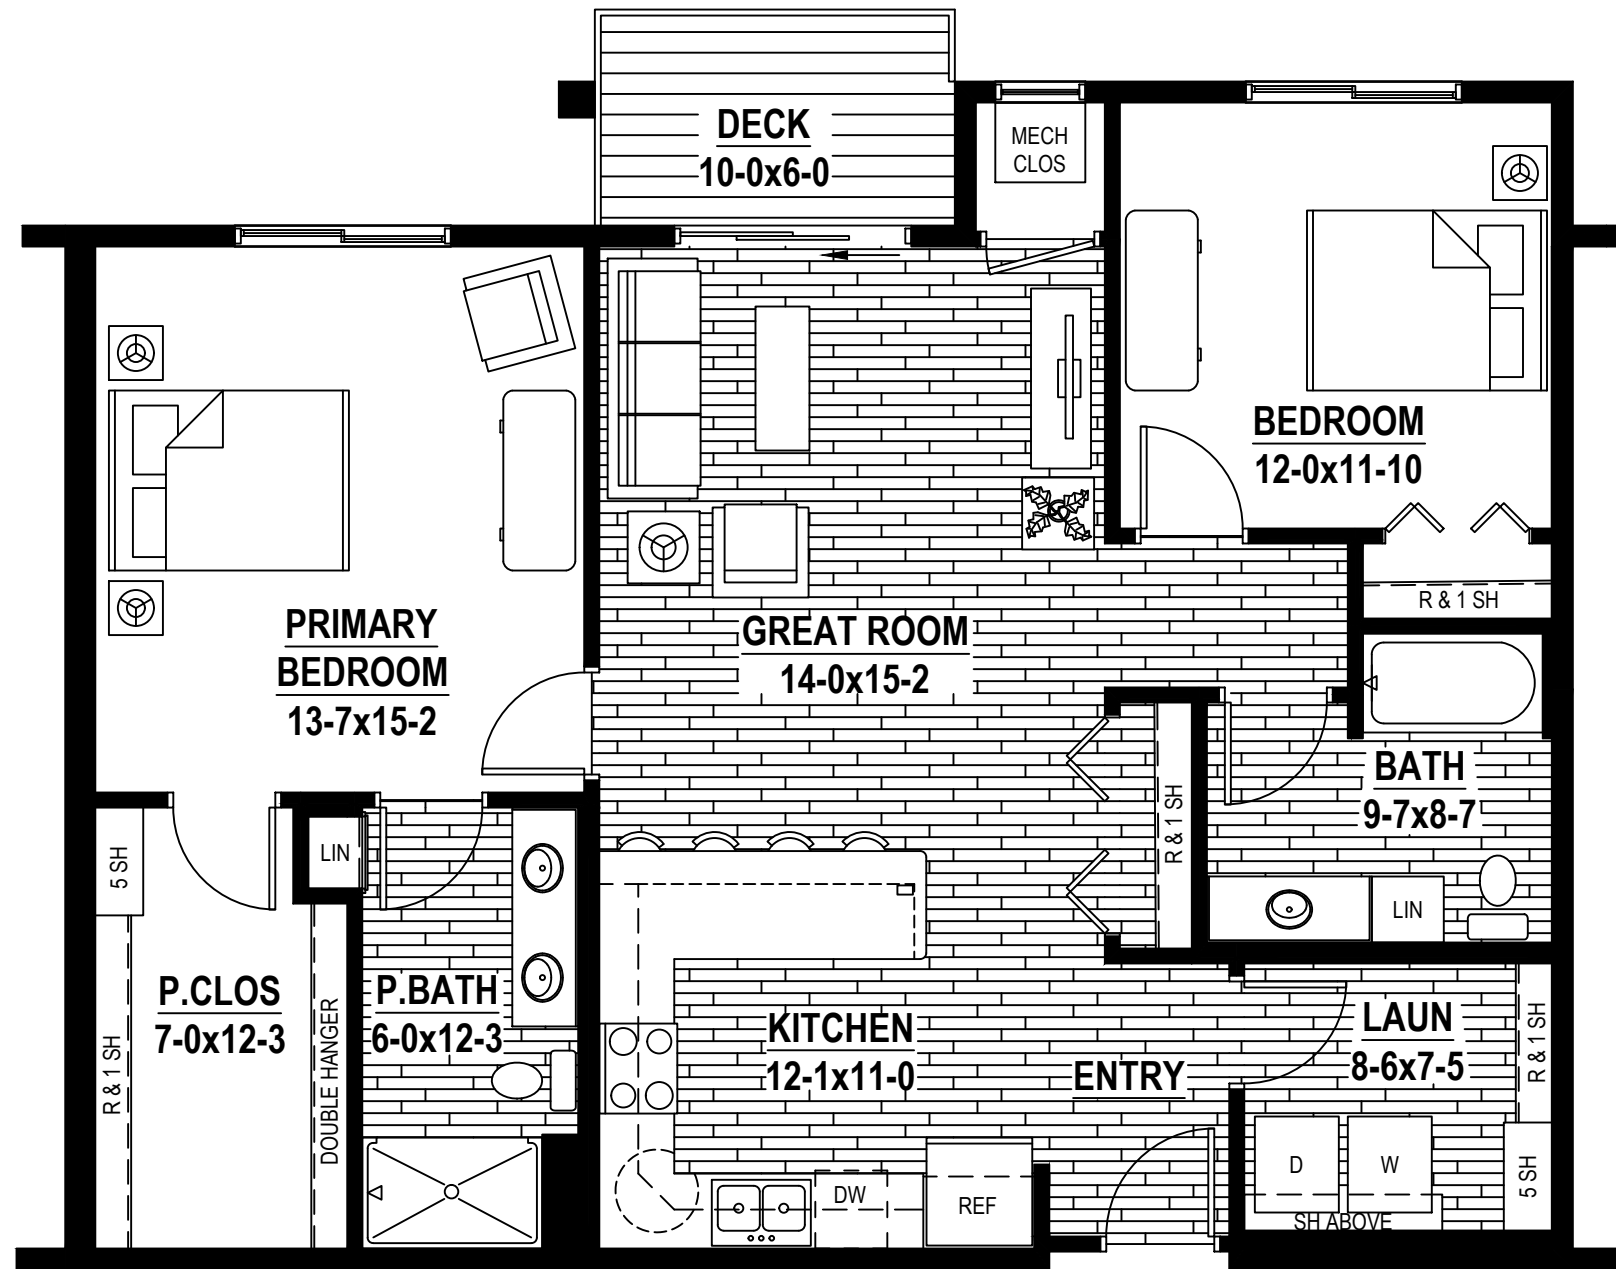 DECK
10-0x6-0
MECH
CLOS
BEDROOM
12-0x11-10
R & 1 SH
PRIMARY
BEDROOM
13-7x15-2
GREAT ROOM
14-0x15-2
BATH
9-7x8-7
R & 1 SH
LIN
5 SH
LIN
P.CLOS
7-0x12-3
P.BATH
6-0x12-3
R & 1 SH
DOUBLE HANGER
KITCHEN
12-1x11-0
ENTRY
LAUN
8-6x7-5
R & 1 SH
D
W
5 SH
DW
REF
SH ABOVE